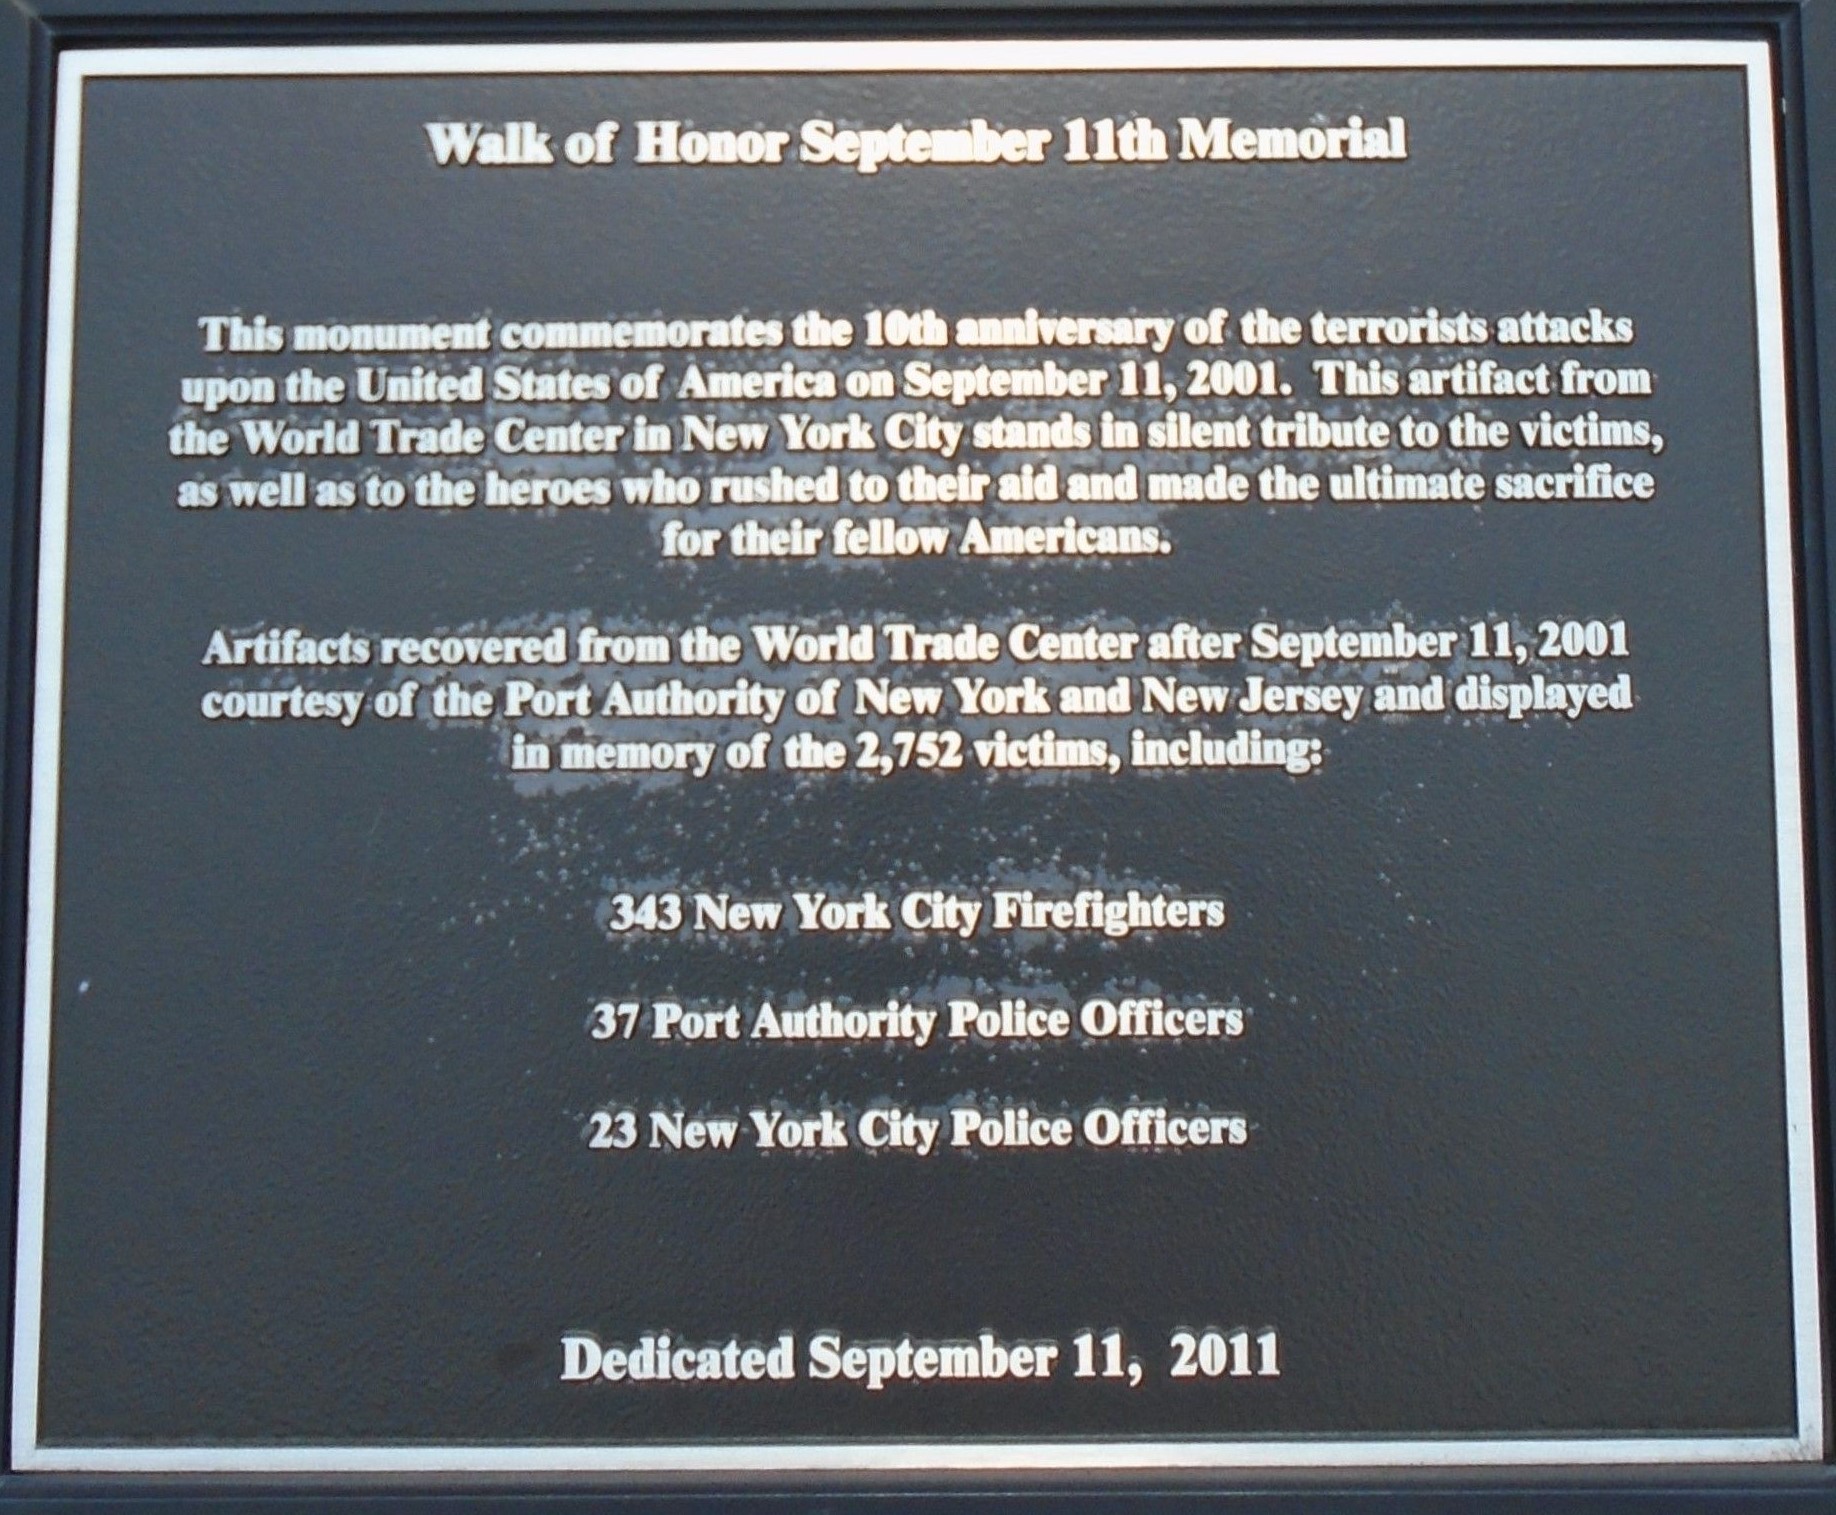 Walk of Honor September 11th Memorial
This monument commemorates the 10th anniversary of the terrorists attacks
upon the United States of America on September 11, 2001. This artifact from
the World Trade Center in New York City stands in silent tribute to the victims,
as well as to the heroes who rushed to their aid and made the ultimate sacrifice
for their fellow Americans.
Artifacts recovered from the World Trade Center after September 11, 2001
courtesy of the Port Authority of New York and New Jersey and displayed
in memory of the 2,752 victims, including:
343 New York City Firefighters
37 Port Authority Police Officers
23 New York City Police Officers
Dedicated September 11, 2011